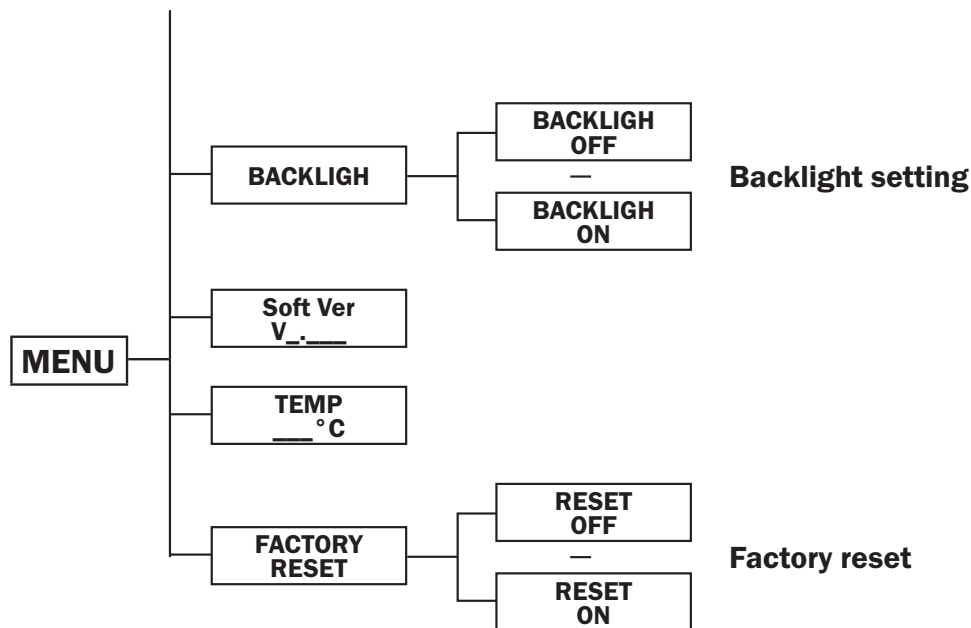 BACKLIGH
OFF
BACKLIGH
—
Backlight setting
BACKLIGH
ON
Soft Ver
V_.___
MENU
TEMP
___°C
RESET
OFF
FACTORY
RESET
—
Factory reset
RESET
ON